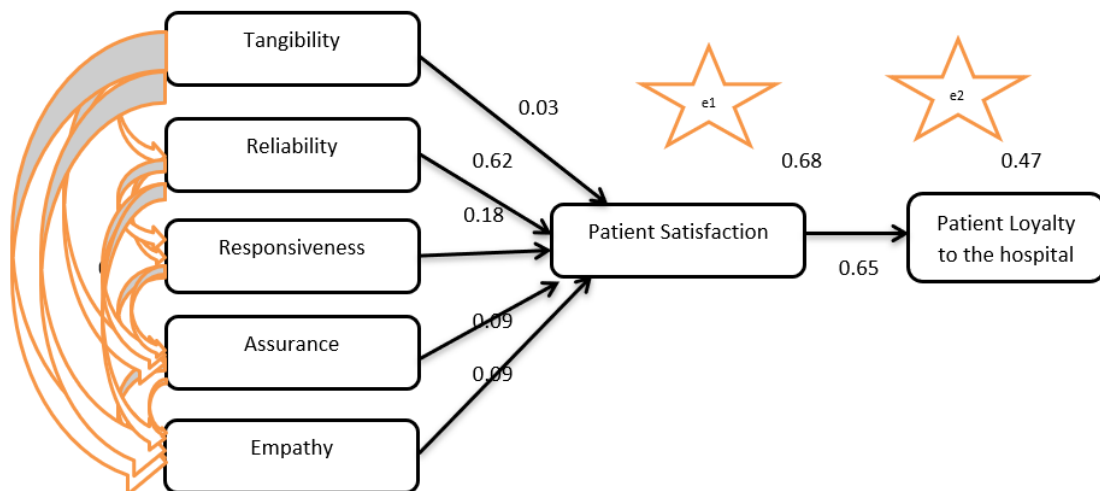 Tangibility
0.03
e1
e2
Reliability
0.62
0.68
0.47
0.18
Responsiveness
Patient Satisfaction
Patient Loyalty
to the hospital
0.65
Assurance
0.09
0.09
Empathy